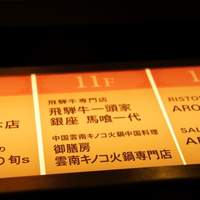 11F
飛騨牛専門店
飛騨牛一頭家
銀座 馬喰一代
中国雲南キノコ火鍋中国料理
御膳房
雲南キノコ火鍋専門店
店
の旬s
RISTO
ARO
SAL
A